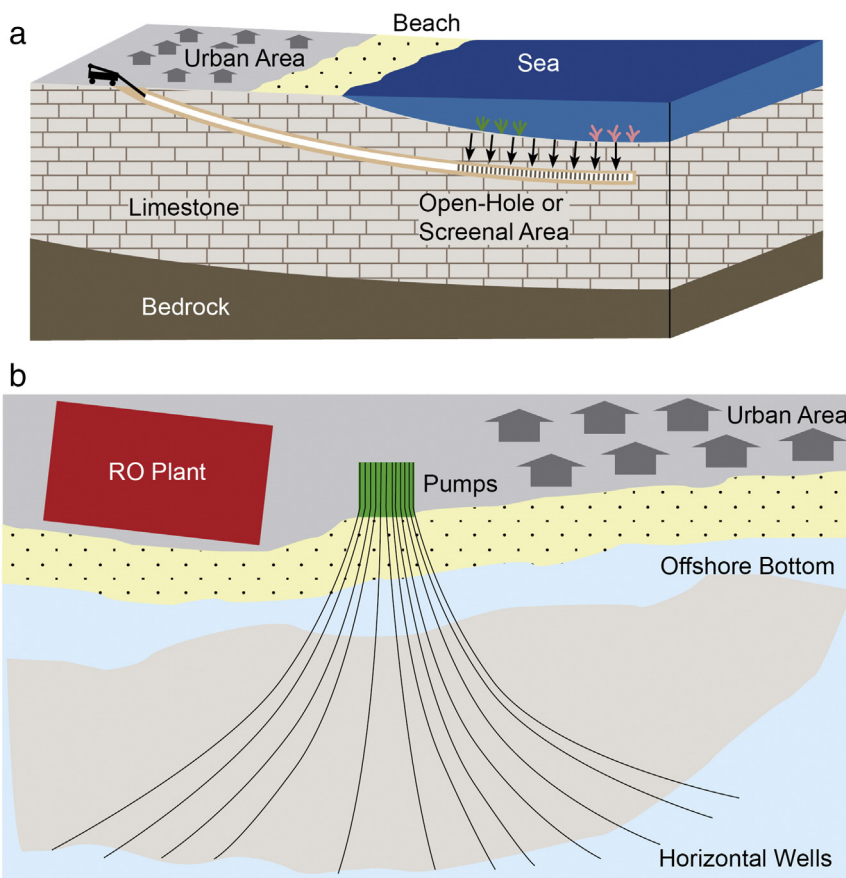 a
Beach
Urban Area
Sea
Limestone
Open-Hole or
Screenal Area
Bedrock
b
Urban Area
RO Plant
Pumps
Offshore Bottom
Horizontal Wells